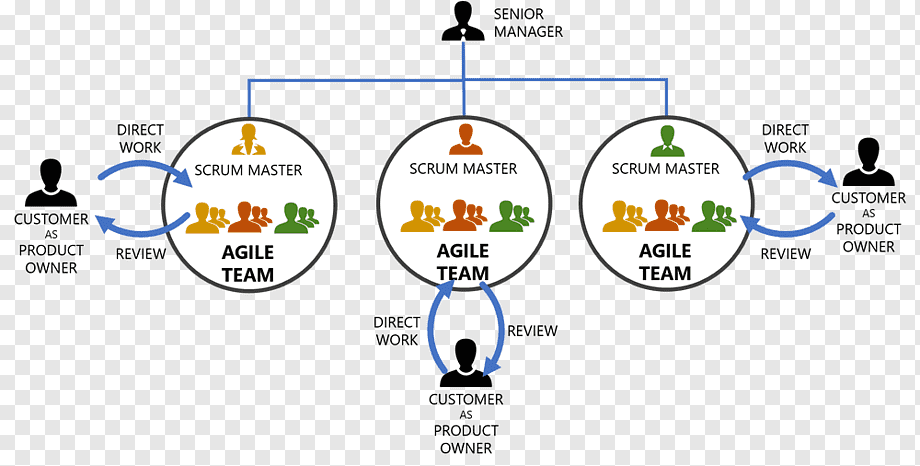 SENIOR
MANAGER
DIRECT
WORK
SCRUM MASTER
CUSTOMER
AS
PRODUCT
OWNER
REVIEW
AGILE
TEAM
SCRUM MASTER
AGILE
TEAM
DIRECT
WORK
REVIEW
CUSTOMER
AS
PRODUCT
OWNER
SCRUM MASTER
AGILE
TEAM
DIRECT
WORK
CUSTOMER
AS
PRODUCT
OWNER
REVIEW